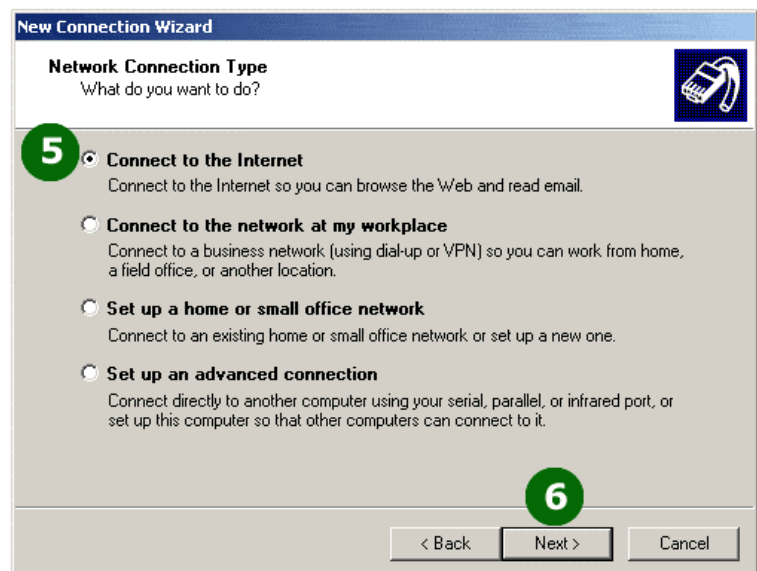 New Connection Wizard
Network Connection Type
What do you want to do?
5
Connect to the Internet
Connect to the Internet so you can browse the Web and read email.
Connect to the network at my workplace
Connect to a business network (using dial-up or VPN) so you can work from home,
a field office, or another location.
Set up a home or small office network
Connect to an existing home or small office network or set up a new one.
Set up an advanced connection
Connect directly to another computer using your serial, parallel, or infrared port, or
set up this computer so that other computers can connect to it.
6
< Back Next > Cancel